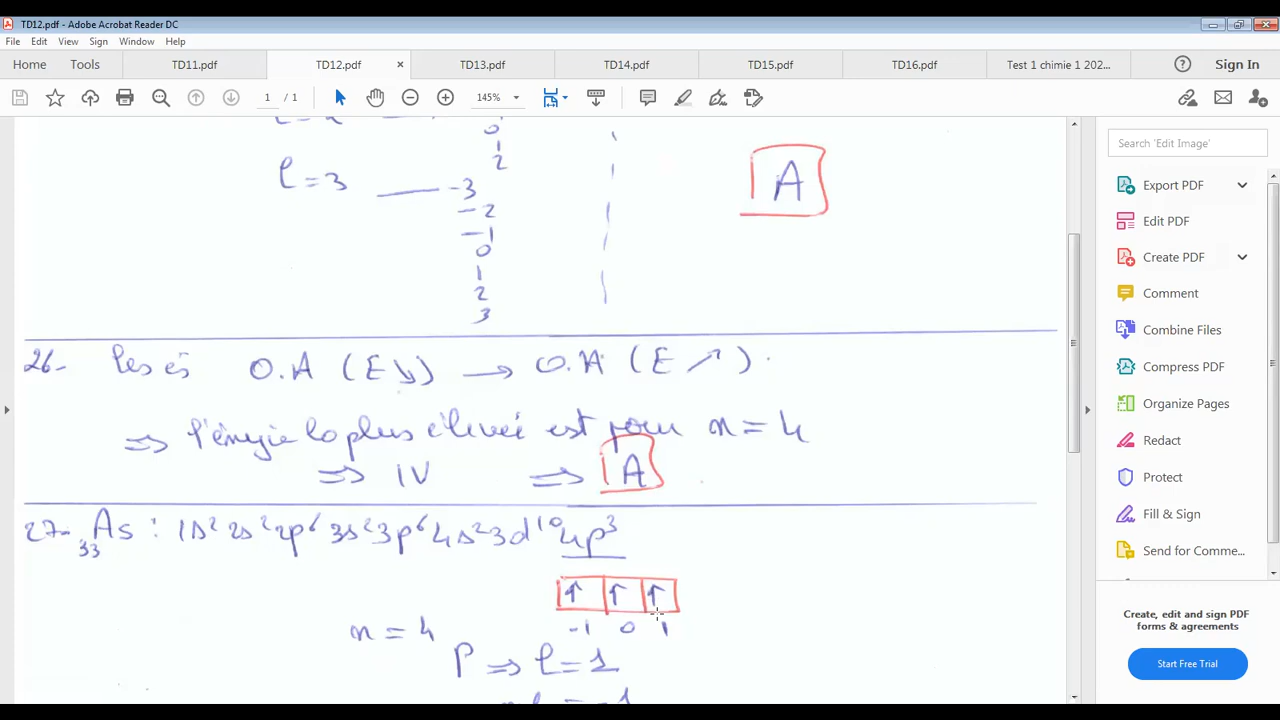 TD12.pdf - Adobe Acrobat Reader DC
File Edit View Sign Window Help
Home Tools TD11.pdf TD12.pdf × TD13.pdf TD14.pdf TD15.pdf TD16.pdf Test 1 chimie 1 202... Sign In
1 / 1 145%
0
1
2
l=3 -3
-2
-1
0
1
2
3
A
26- les é O.A (E↘) → O.A (E↗).
⇒ l'énergie la plus élevée est pour n=4
⇒ IV ⇒ A
27- 33As : 1s² 2s² 2p⁶ 3s² 3p⁶ 4s² 3d¹⁰ 4p³
↑ ↑ ↑
-1 0 1
n = 4
P ⇒ l=1
Search 'Edit Image'
Export PDF
Edit PDF
Create PDF
Comment
Combine Files
Compress PDF
Organize Pages
Redact
Protect
Fill & Sign
Send for Comme...
Create, edit and sign PDF
forms & agreements
Start Free Trial